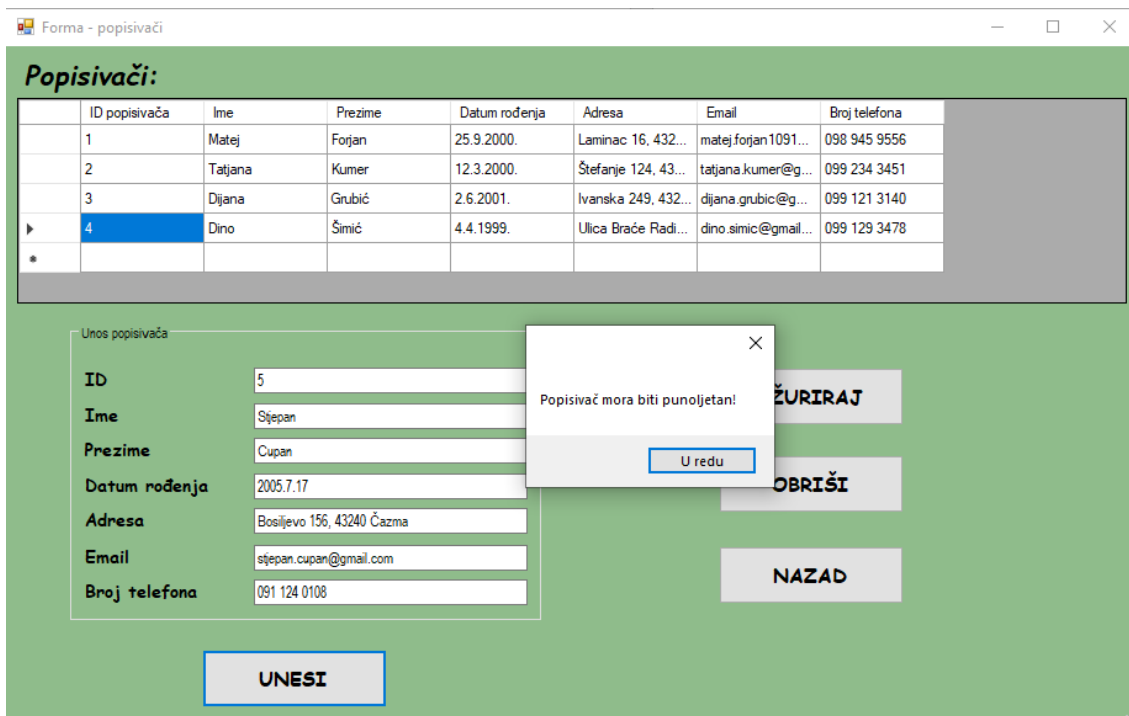 Forma - popisivači
Popisivači:
ID popisivača Ime Prezime Datum rođenja Adresa Email Broj telefona
1 Matej Forjan 25.9.2000. Laminac 16, 432... matej.forjan1091... 098 945 9556
2 Tatjana Kumer 12.3.2000. Štefanje 124, 43... tatjana.kumer@g... 099 234 3451
3 Dijana Grubić 2.6.2001. Ivanska 249, 432... dijana.grubic@g... 099 121 3140
4 Dino Šimić 4.4.1999. Ulica Braće Radi... dino.simic@gmail... 099 129 3478
Unos popisivača
ID 5
Ime Stjepan
Prezime Cupan
Datum rođenja 2005.7.17
Adresa Bosiljevo 156, 43240 Čazma
Email stjepan.cupan@gmail.com
Broj telefona 091 124 0108
UNESI
Popisivač mora biti punoljetan!
U redu
ŽURIRAJ
OBRIŠI
NAZAD